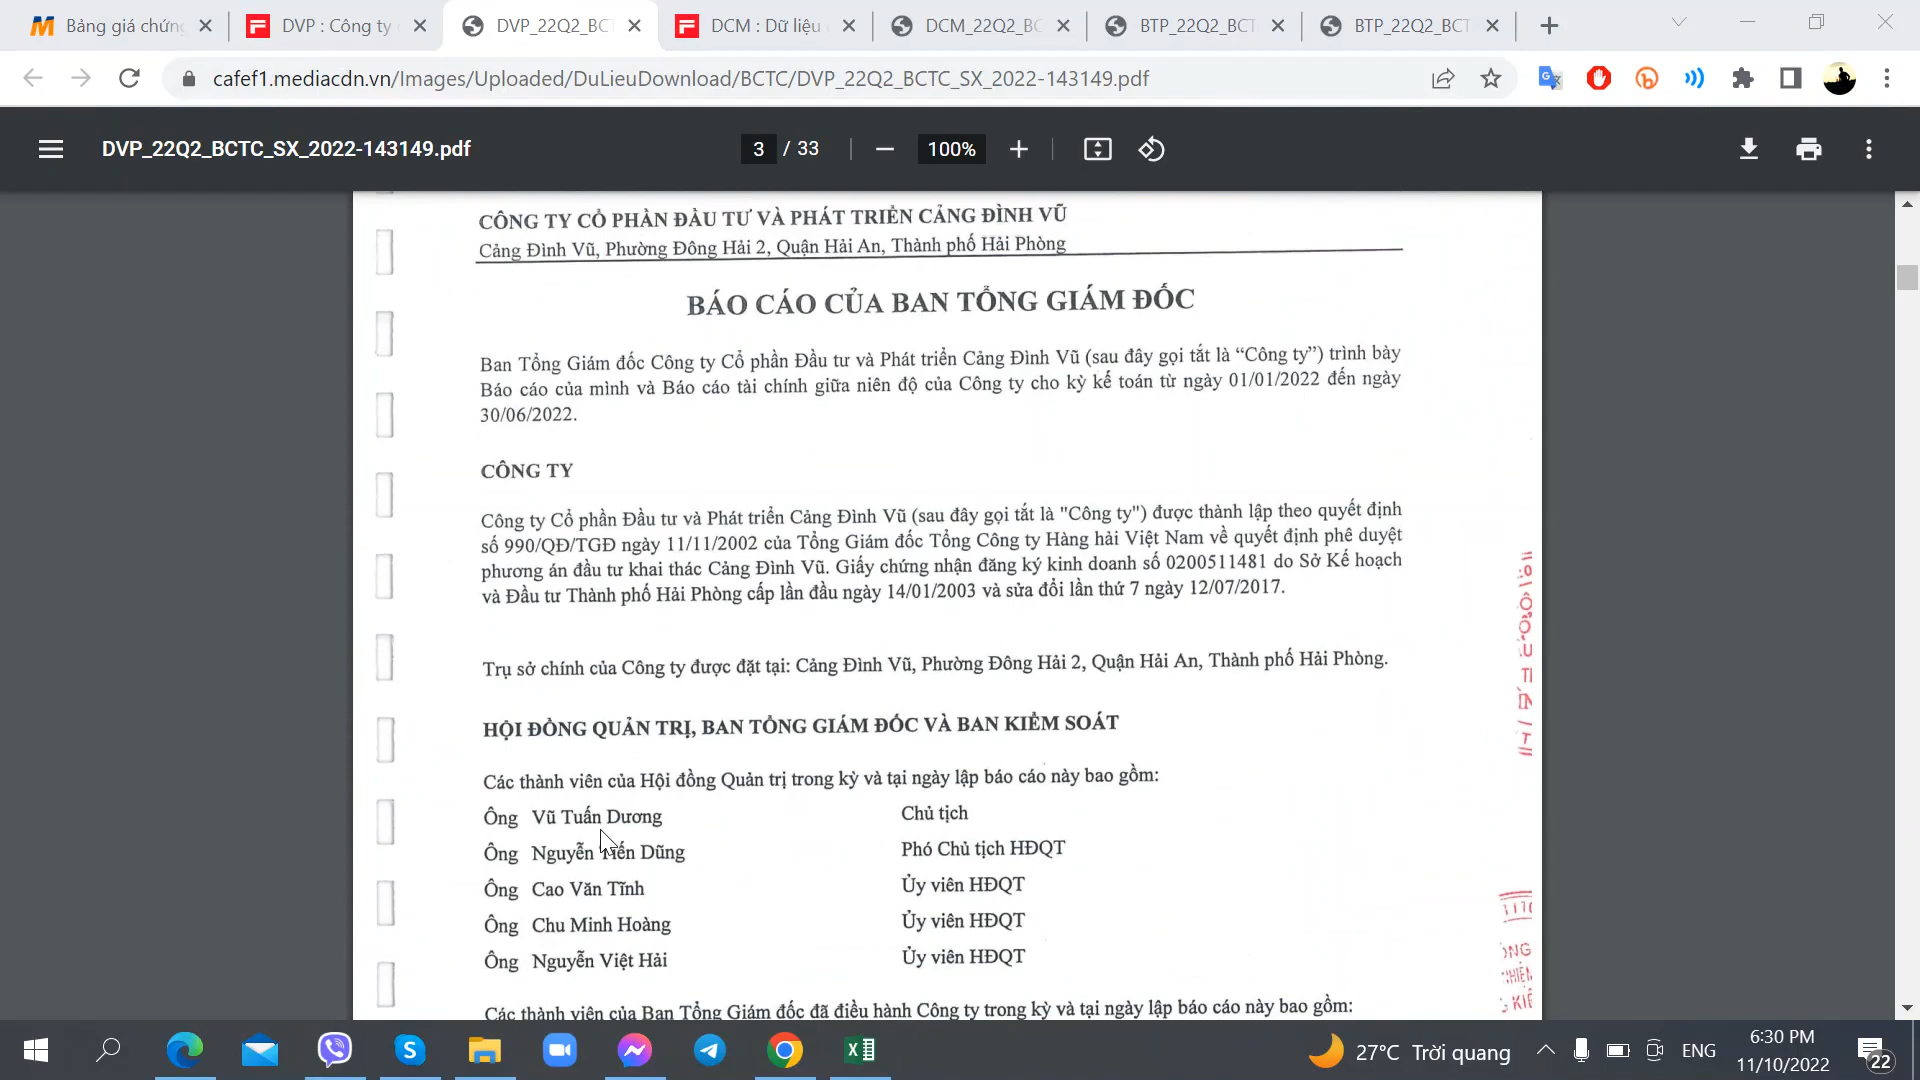 Bảng giá chứng
DVP : Công ty
DVP_22Q2_BCT
DCM : Dữ liệu
DCM_22Q2_BC
BTP_22Q2_BCT
BTP_22Q2_BCT
cafef1.mediacdn.vn/Images/Uploaded/DuLieuDownload/BCTC/DVP_22Q2_BCTC_SX_2022-143149.pdf
DVP_22Q2_BCTC_SX_2022-143149.pdf
3 / 33
100%
CÔNG TY CỔ PHẦN ĐẦU TƯ VÀ PHÁT TRIỂN CẢNG ĐÌNH VŨ
Cảng Đình Vũ, Phường Đông Hải 2, Quận Hải An, Thành phố Hải Phòng
BÁO CÁO CỦA BAN TỔNG GIÁM ĐỐC
Ban Tổng Giám đốc Công ty Cổ phần Đầu tư và Phát triển Cảng Đình Vũ (sau đây gọi tắt là “Công ty”) trình bày
Báo cáo của mình và Báo cáo tài chính giữa niên độ của Công ty cho kỳ kế toán từ ngày 01/01/2022 đến ngày
30/06/2022.
CÔNG TY
Công ty Cổ phần Đầu tư và Phát triển Cảng Đình Vũ (sau đây gọi tắt là "Công ty") được thành lập theo quyết định
số 990/QĐ/TGĐ ngày 11/11/2002 của Tổng Giám đốc Tổng Công ty Hàng hải Việt Nam về quyết định phê duyệt
phương án đầu tư khai thác Cảng Đình Vũ. Giấy chứng nhận đăng ký kinh doanh số 0200511481 do Sở Kế hoạch
và Đầu tư Thành phố Hải Phòng cấp lần đầu ngày 14/01/2003 và sửa đổi lần thứ 7 ngày 12/07/2017.
Trụ sở chính của Công ty được đặt tại: Cảng Đình Vũ, Phường Đông Hải 2, Quận Hải An, Thành phố Hải Phòng.
HỘI ĐỒNG QUẢN TRỊ, BAN TỔNG GIÁM ĐỐC VÀ BAN KIỂM SOÁT
Các thành viên của Hội đồng Quản trị trong kỳ và tại ngày lập báo cáo này bao gồm:
Ông Vũ Tuấn Dương Chủ tịch
Ông Nguyễn Tiến Dũng Phó Chủ tịch HĐQT
Ông Cao Văn Tĩnh Ủy viên HĐQT
Ông Chu Minh Hoàng Ủy viên HĐQT
Ông Nguyễn Việt Hải Ủy viên HĐQT
Các thành viên của Ban Tổng Giám đốc đã điều hành Công ty trong kỳ và tại ngày lập báo cáo này bao gồm:
27°C Trời quang
ENG
6:30 PM
11/10/2022
22